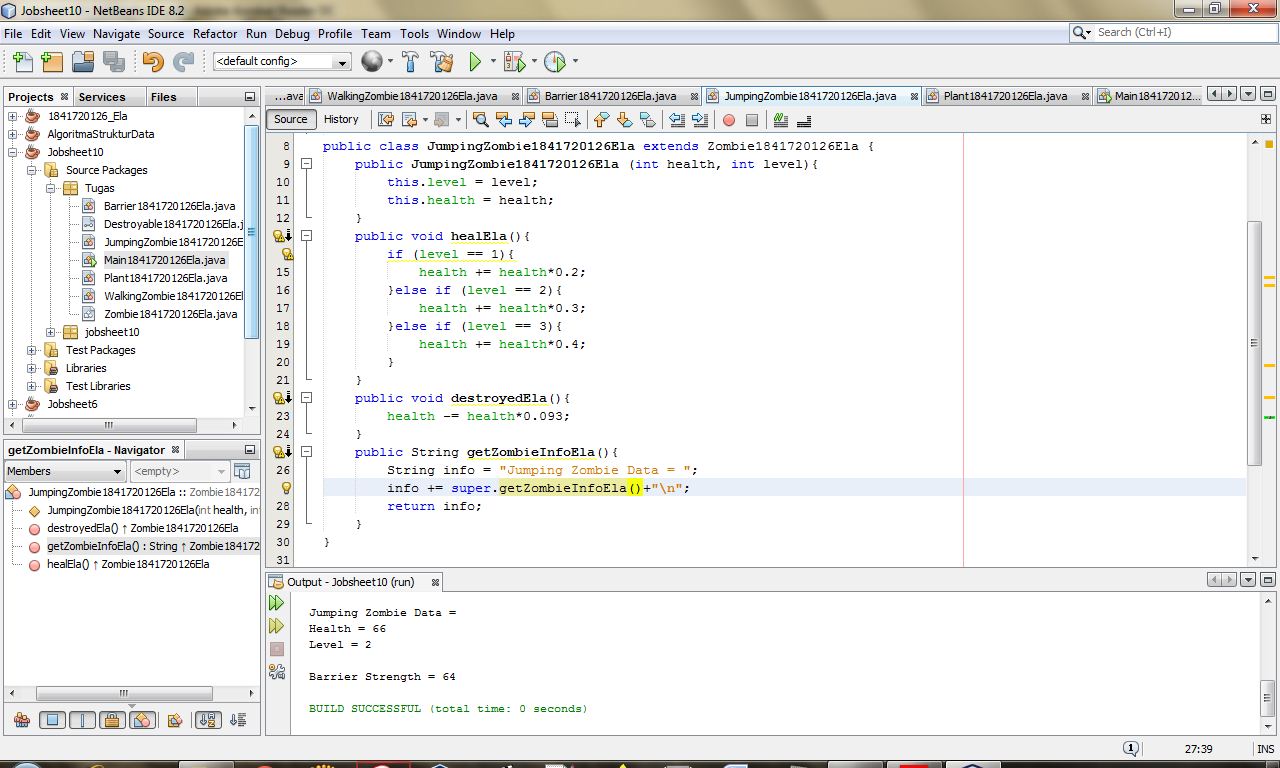 Jobsheet10 - NetBeans IDE 8.2
File Edit View Navigate Source Refactor Run Debug Profile Team Tools Window Help
Search (Ctrl+I)
<default config>
Projects Services Files
...ava WalkingZombie1841720126Ela.java Barrier1841720126Ela.java JumpingZombie1841720126Ela.java Plant1841720126Ela.java Main184172012...
Source History
1841720126_Ela
AlgoritmaStrukturData
Jobsheet10
Source Packages
Tugas
Barrier1841720126Ela.java
Destroyable1841720126Ela.j
JumpingZombie1841720126E
Main1841720126Ela.java
Plant1841720126Ela.java
WalkingZombie1841720126El
Zombie1841720126Ela.java
jobsheet10
Test Packages
Libraries
Test Libraries
Jobsheet6
8 public class JumpingZombie1841720126Ela extends Zombie1841720126Ela {
9 public JumpingZombie1841720126Ela (int health, int level){
10 this.level = level;
11 this.health = health;
12 }
public void healEla(){
if (level == 1){
15 health += health*0.2;
16 }else if (level == 2){
17 health += health*0.3;
18 }else if (level == 3){
19 health += health*0.4;
20 }
21 }
public void destroyedEla(){
23 health -= health*0.093;
24 }
public String getZombieInfoEla(){
26 String info = "Jumping Zombie Data = ";
info += super.getZombieInfoEla()+"\n";
28 return info;
29 }
30 }
31
getZombieInfoEla - Navigator
Members <empty>
JumpingZombie1841720126Ela :: Zombie184172
JumpingZombie1841720126Ela(int health, in
destroyedEla() ↑ Zombie1841720126Ela
getZombieInfoEla() : String ↑ Zombie184172
healEla() ↑ Zombie1841720126Ela
Output - Jobsheet10 (run)
Jumping Zombie Data =
Health = 66
Level = 2
Barrier Strength = 64
BUILD SUCCESSFUL (total time: 0 seconds)
1 27:39 INS